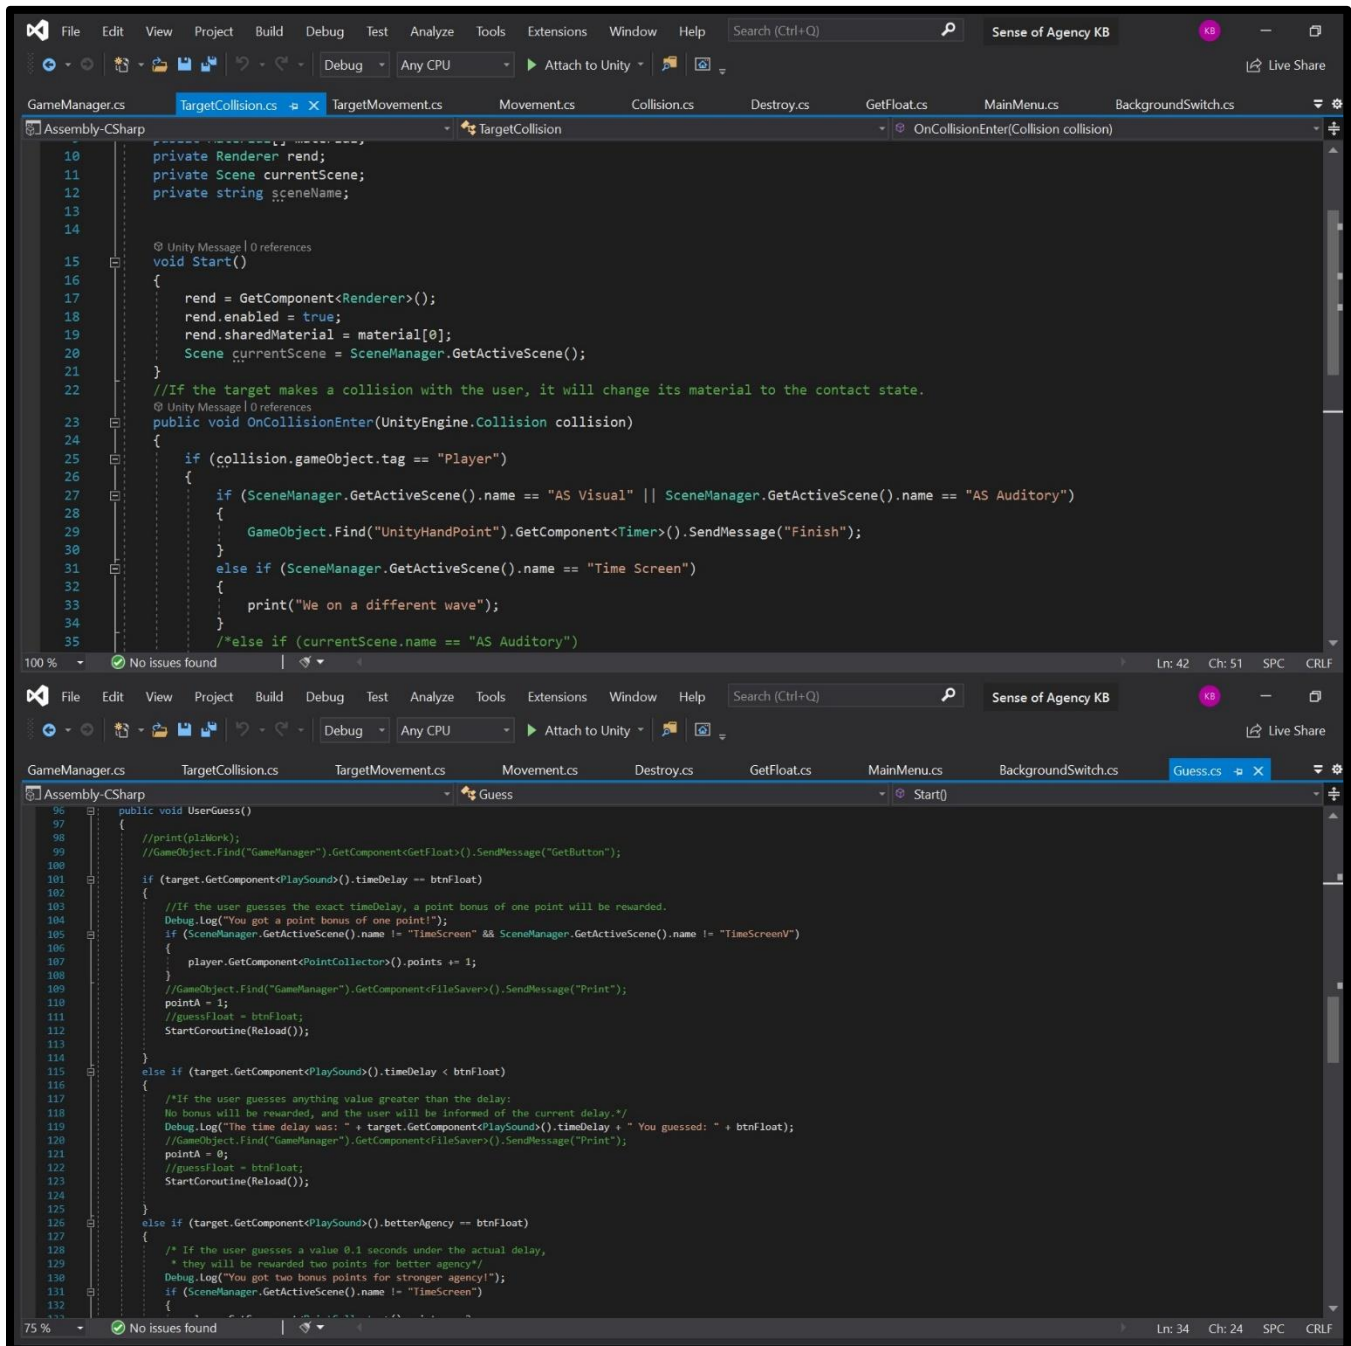 File Edit View Project Build Debug Test Analyze Tools Extensions Window Help Search (Ctrl+Q) Sense of Agency KB KB
Debug Any CPU Attach to Unity Live Share
GameManager.cs TargetCollision.cs TargetMovement.cs Movement.cs Collision.cs Destroy.cs GetFloat.cs MainMenu.cs BackgroundSwitch.cs
Assembly-CSharp TargetCollision OnCollisionEnter(Collision collision)
10 private Renderer rend;
11 private Scene currentScene;
12 private string sceneName;
13
14
Unity Message | 0 references
15 void Start()
16 {
17 rend = GetComponent<Renderer>();
18 rend.enabled = true;
19 rend.sharedMaterial = material[0];
20 Scene currentScene = SceneManager.GetActiveScene();
21 }
22 //If the target makes a collision with the user, it will change its material to the contact state.
Unity Message | 0 references
23 public void OnCollisionEnter(UnityEngine.Collision collision)
24 {
25 if (collision.gameObject.tag == "Player")
26 {
27 if (SceneManager.GetActiveScene().name == "AS Visual" || SceneManager.GetActiveScene().name == "AS Auditory")
28 {
29 GameObject.Find("UnityHandPoint").GetComponent<Timer>().SendMessage("Finish");
30 }
31 else if (SceneManager.GetActiveScene().name == "Time Screen")
32 {
33 print("We on a different wave");
34 }
35 /*else if (currentScene.name == "AS Auditory")
100 % No issues found Ln: 42 Ch: 51 SPC CRLF
File Edit View Project Build Debug Test Analyze Tools Extensions Window Help Search (Ctrl+Q) Sense of Agency KB KB
Debug Any CPU Attach to Unity Live Share
GameManager.cs TargetCollision.cs TargetMovement.cs Movement.cs Destroy.cs GetFloat.cs MainMenu.cs BackgroundSwitch.cs Guess.cs
Assembly-CSharp Guess Start()
96 public void UserGuess()
97 {
98 //print(plzWork);
99 //GameObject.Find("GameManager").GetComponent<GetFloat>().SendMessage("GetButton");
100
101 if (target.GetComponent<PlaySound>().timeDelay == btnFloat)
102 {
103 //If the user guesses the exact timeDelay, a point bonus of one point will be rewarded.
104 Debug.Log("You got a point bonus of one point!");
105 if (SceneManager.GetActiveScene().name != "TimeScreen" && SceneManager.GetActiveScene().name != "TimeScreenV")
106 {
107 player.GetComponent<PointCollector>().points += 1;
108 }
109 //GameObject.Find("GameManager").GetComponent<FileSaver>().SendMessage("Print");
110 pointA = 1;
111 //guessFloat = btnFloat;
112 StartCoroutine(Reload());
113
114 }
115 else if (target.GetComponent<PlaySound>().timeDelay < btnFloat)
116 {
117 /*If the user guesses anything value greater than the delay:
118 No bonus will be rewarded, and the user will be informed of the current delay.*/
119 Debug.Log("The time delay was: " + target.GetComponent<PlaySound>().timeDelay + " You guessed: " + btnFloat);
120 //GameObject.Find("GameManager").GetComponent<FileSaver>().SendMessage("Print");
121 pointA = 0;
122 //guessFloat = btnFloat;
123 StartCoroutine(Reload());
124
125 }
126 else if (target.GetComponent<PlaySound>().betterAgency == btnFloat)
127 {
128 /* If the user guesses a value 0.1 seconds under the actual delay,
129 * they will be rewarded two points for better agency*/
130 Debug.Log("You got two bonus points for stronger agency!");
131 if (SceneManager.GetActiveScene().name != "TimeScreen")
132 {
75 % No issues found Ln: 34 Ch: 24 SPC CRLF